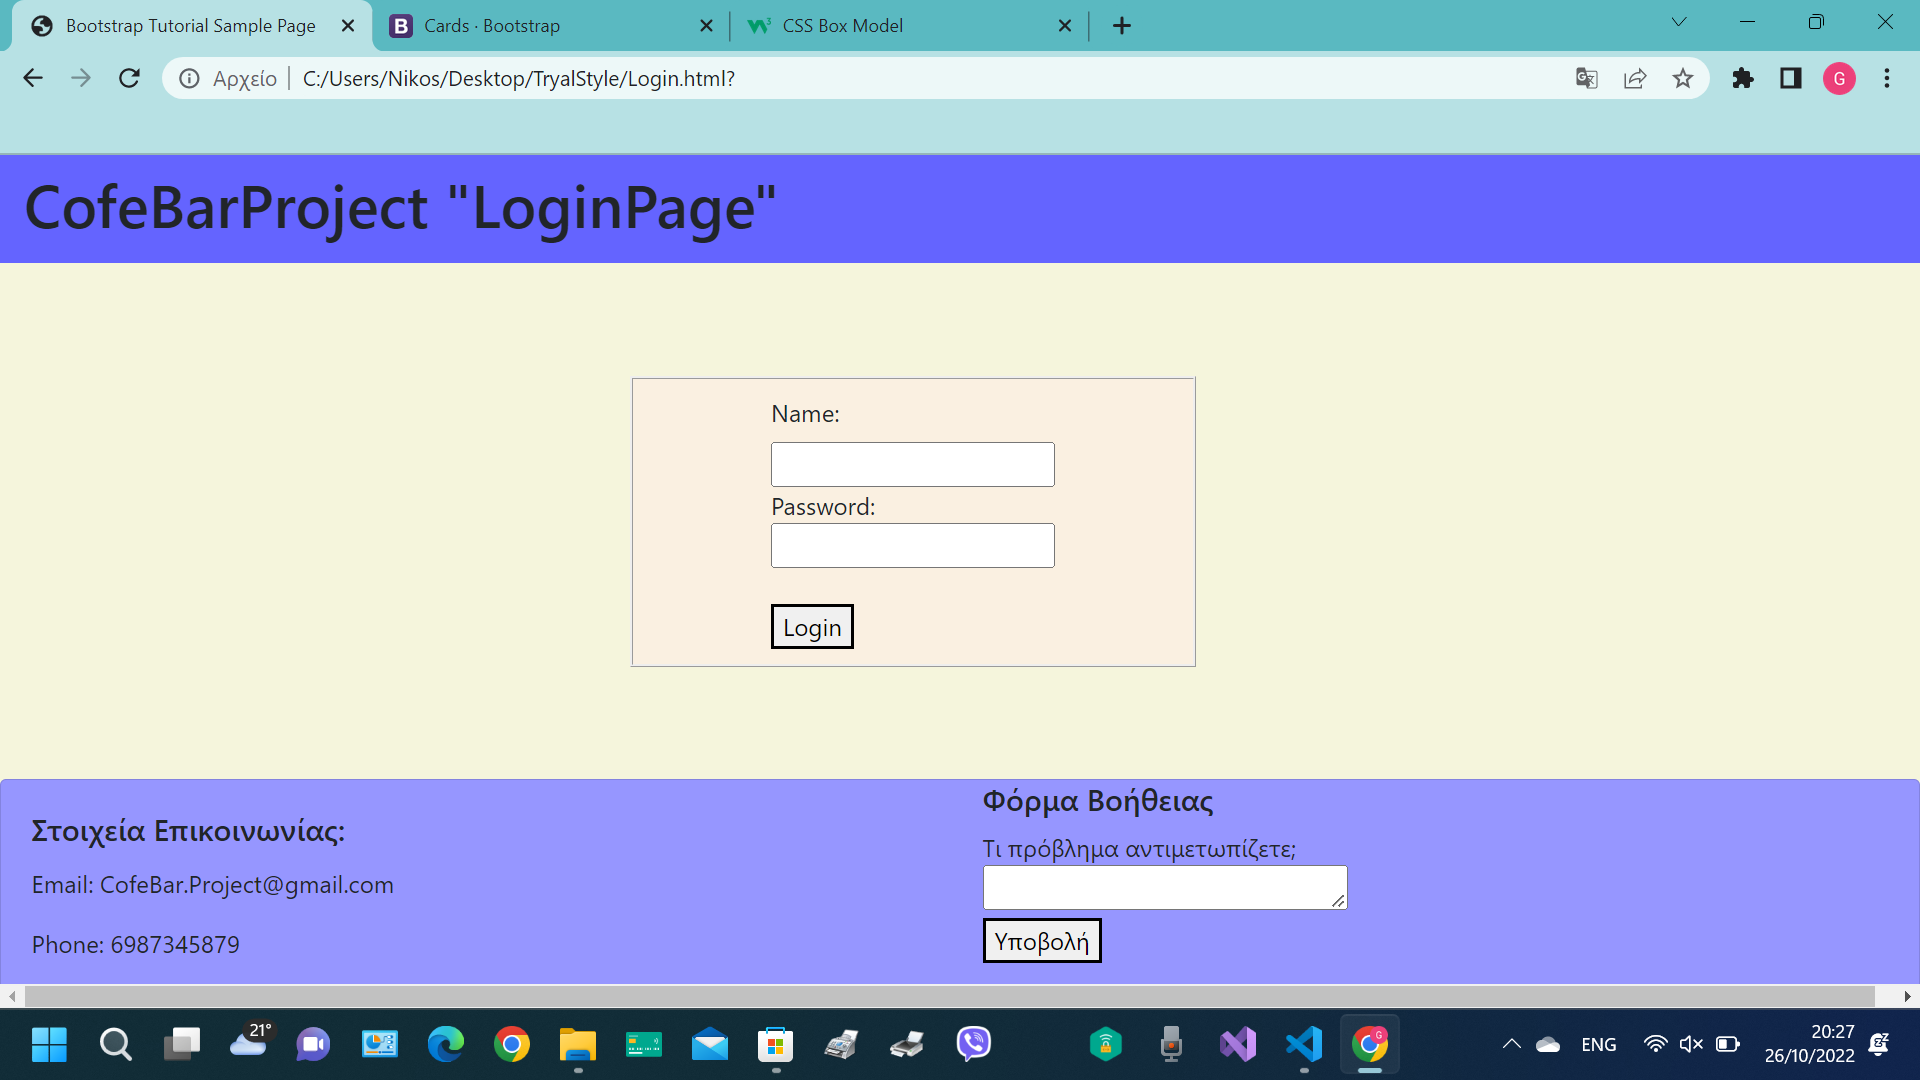 Bootstrap Tutorial Sample Page
Cards · Bootstrap
CSS Box Model
Αρχείο
C:/Users/Nikos/Desktop/TryalStyle/Login.html?
G
CofeBarProject "LoginPage"
Name:
Password:
Login
Στοιχεία Επικοινωνίας:
Email: CofeBar.Project@gmail.com
Phone: 6987345879
Φόρμα Βοήθειας
Τι πρόβλημα αντιμετωπίζετε;
Υποβολή
21°
ENG
20:27
26/10/2022